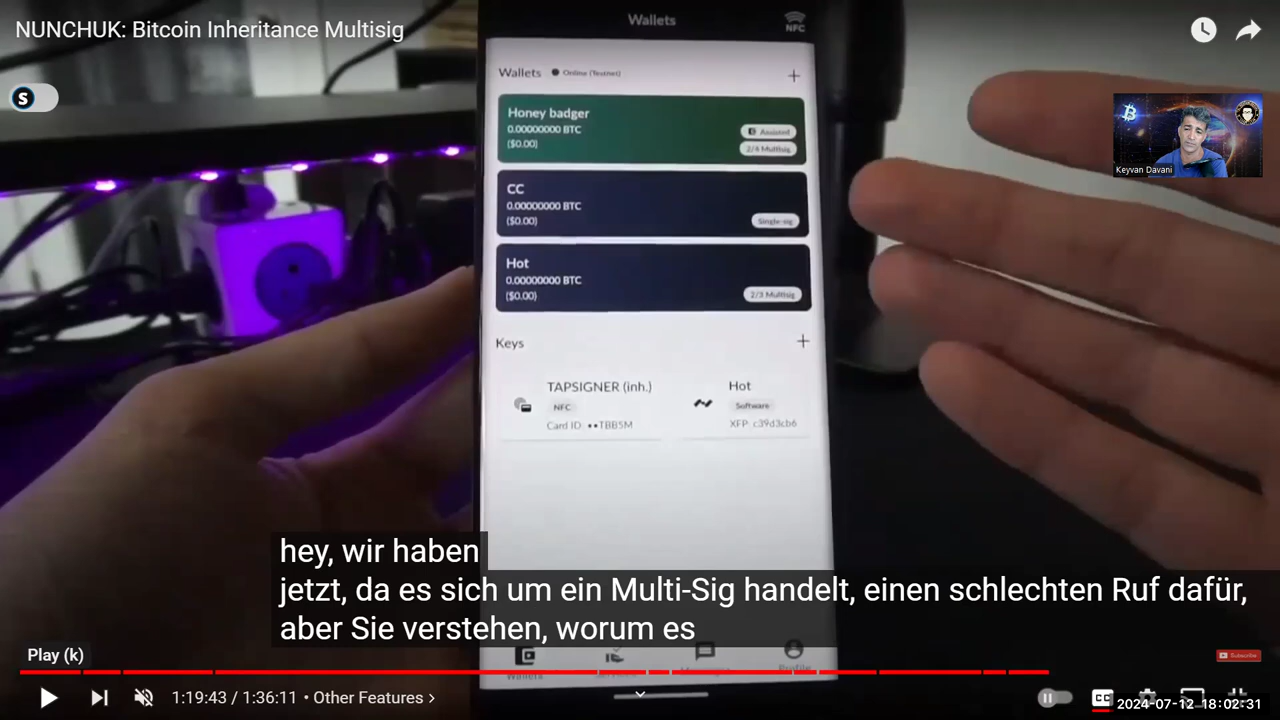 NUNCHUK: Bitcoin Inheritance Multisig
Wallets
NFC
Wallets
Online (Testnet)
Honey badger
0.00000000 BTC
($0.00)
Assisted
2/4 Multisig
CC
0.00000000 BTC
($0.00)
Single-sig
Hot
0.00000000 BTC
($0.00)
2/3 Multisig
Keyvan Davani
Keys
TAPSIGNER (inh.)
NFC
Card ID: ••TBB5M
Hot
Software
XFP: c39d3cb6
hey, wir haben
jetzt, da es sich um ein Multi-Sig handelt, einen schlechten Ruf dafür,
aber Sie verstehen, worum es
Play (k)
Wallets
Profile
Subscribe
1:19:43 / 1:36:11 • Other Features
CC
2024-07-12 18:02:31